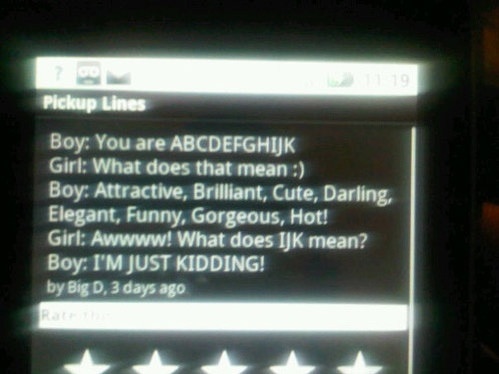 11:19
Pickup Lines
Boy: You are ABCDEFGHIJK
Girl: What does that mean :)
Boy: Attractive, Brilliant, Cute, Darling,
Elegant, Funny, Gorgeous, Hot!
Girl: Awwww! What does IJK mean?
Boy: I'M JUST KIDDING!
by Big D, 3 days ago
Rate